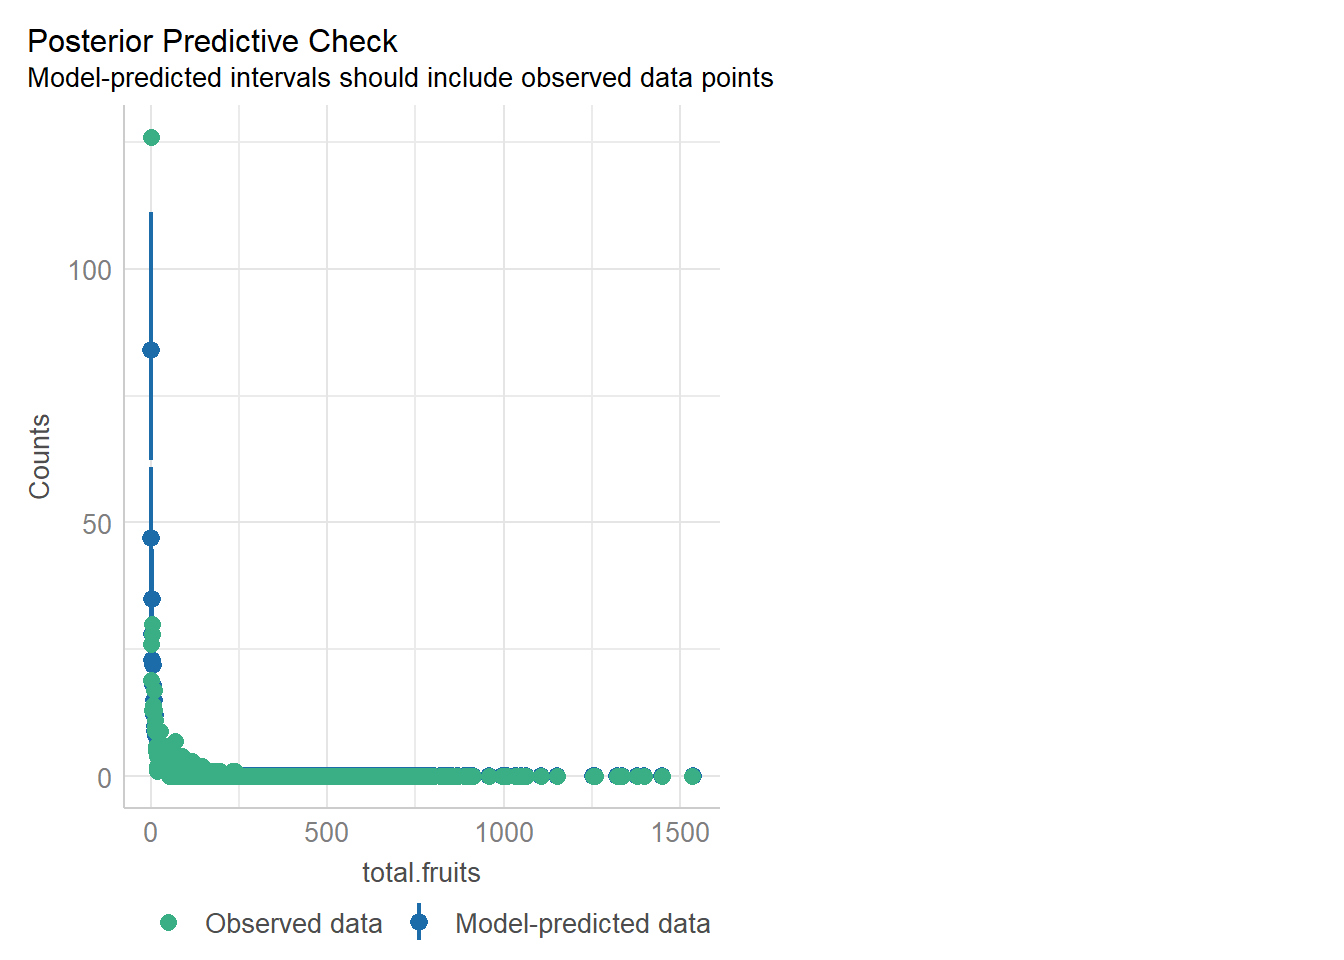 Posterior Predictive Check
Model-predicted intervals should include observed data points
100
50
0
Counts
0 500 1000 1500
total.fruits
Observed data Model-predicted data